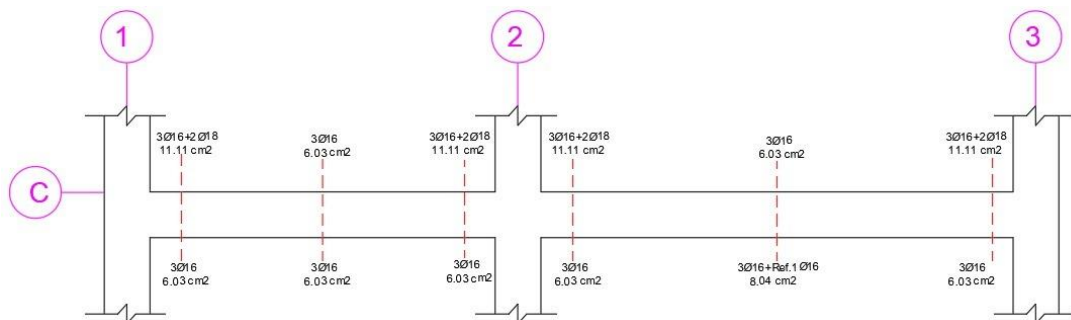 1
2
3
3Ø16+2Ø18
11.11 cm2
3Ø16
6.03 cm2
3Ø16+2Ø18
11.11 cm2
3Ø16+2Ø18
11.11 cm2
3Ø16
6.03 cm2
3Ø16+2Ø18
11.11 cm2
C
3Ø16
6.03 cm2
3Ø16
6.03 cm2
3Ø16
6.03 cm2
3Ø16
6.03 cm2
3Ø16+Ref.1 Ø16
8.04 cm2
3Ø16
6.03 cm2